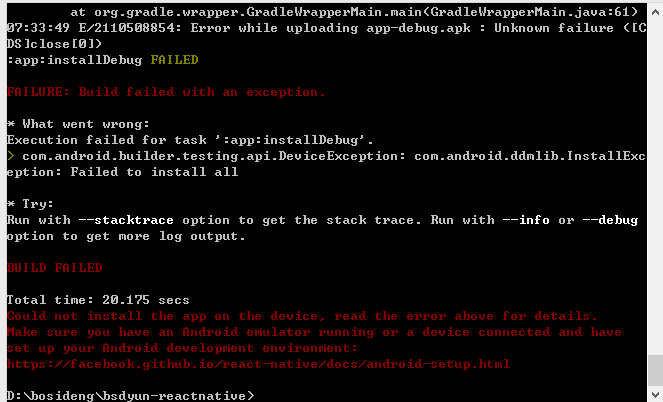 at org.gradle.wrapper.GradleWrapperMain.main(GradleWrapperMain.java:61)
07:33:49 E/2110508854: Error while uploading app-debug.apk : Unknown failure ([C
DS]close[0])
:app:installDebug FAILED
FAILURE: Build failed with an exception.
* What went wrong:
Execution failed for task ':app:installDebug'.
> com.android.builder.testing.api.DeviceException: com.android.ddmlib.InstallExc
eption: Failed to install all
* Try:
Run with --stacktrace option to get the stack trace. Run with --info or --debug
option to get more log output.
BUILD FAILED
Total time: 20.175 secs
Could not install the app on the device, read the error above for details.
Make sure you have an Android emulator running or a device connected and have
set up your Android development environment:
https://facebook.github.io/react-native/docs/android-setup.html
D:\bosideng\bsdyun-reactnative>